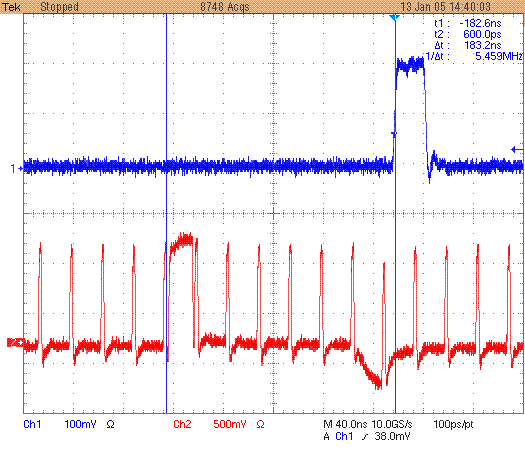 Tek Stopped 8748 Acqs 13 Jan 05 14:40:03
t1 : -182.6ns
t2 : 600.0ps
Δt : 183.2ns
1/Δt : 5.459MHz
1
Ch1 100mV Ω Ch2 500mV Ω M 40.0ns 10.0GS/s 100ps/pt
A Ch1 ∕ 38.0mV